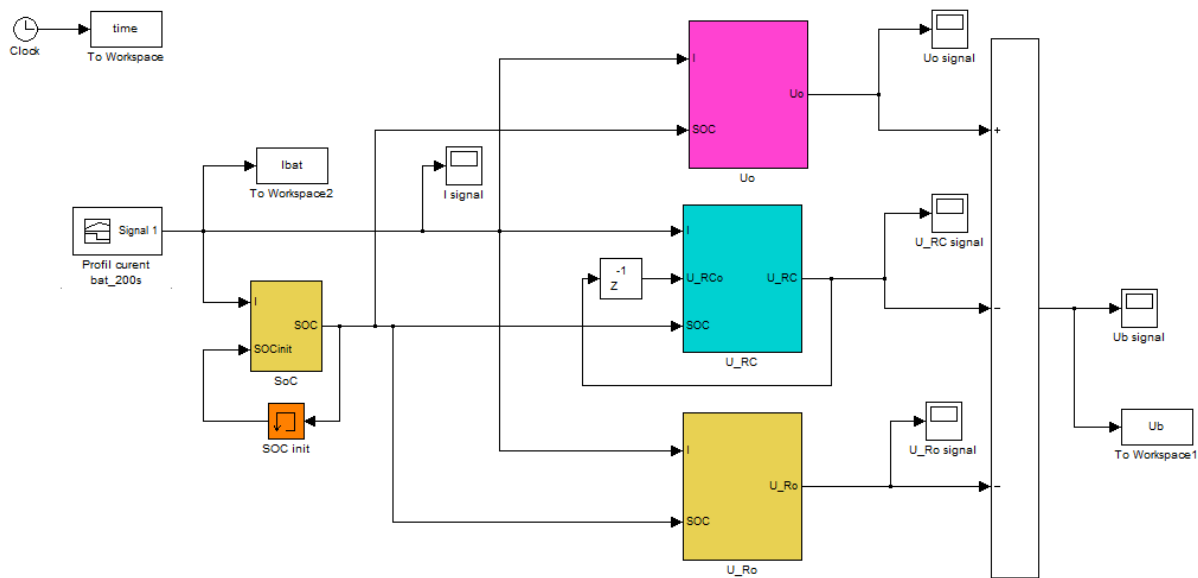 time
Clock
To Workspace
Uo signal
I
Uo
SOC
+
Uo
Ibat
To Workspace2
I signal
Signal 1
Profil curent
bat_200s
I
U_RC signal
-1
Z
U_RCo
U_RC
SOC
−
U_RC
I
SOC
SOCinit
SoC
SOC init
Ub signal
I
U_Ro signal
Ub
To Workspace1
U_Ro
−
SOC
U_Ro